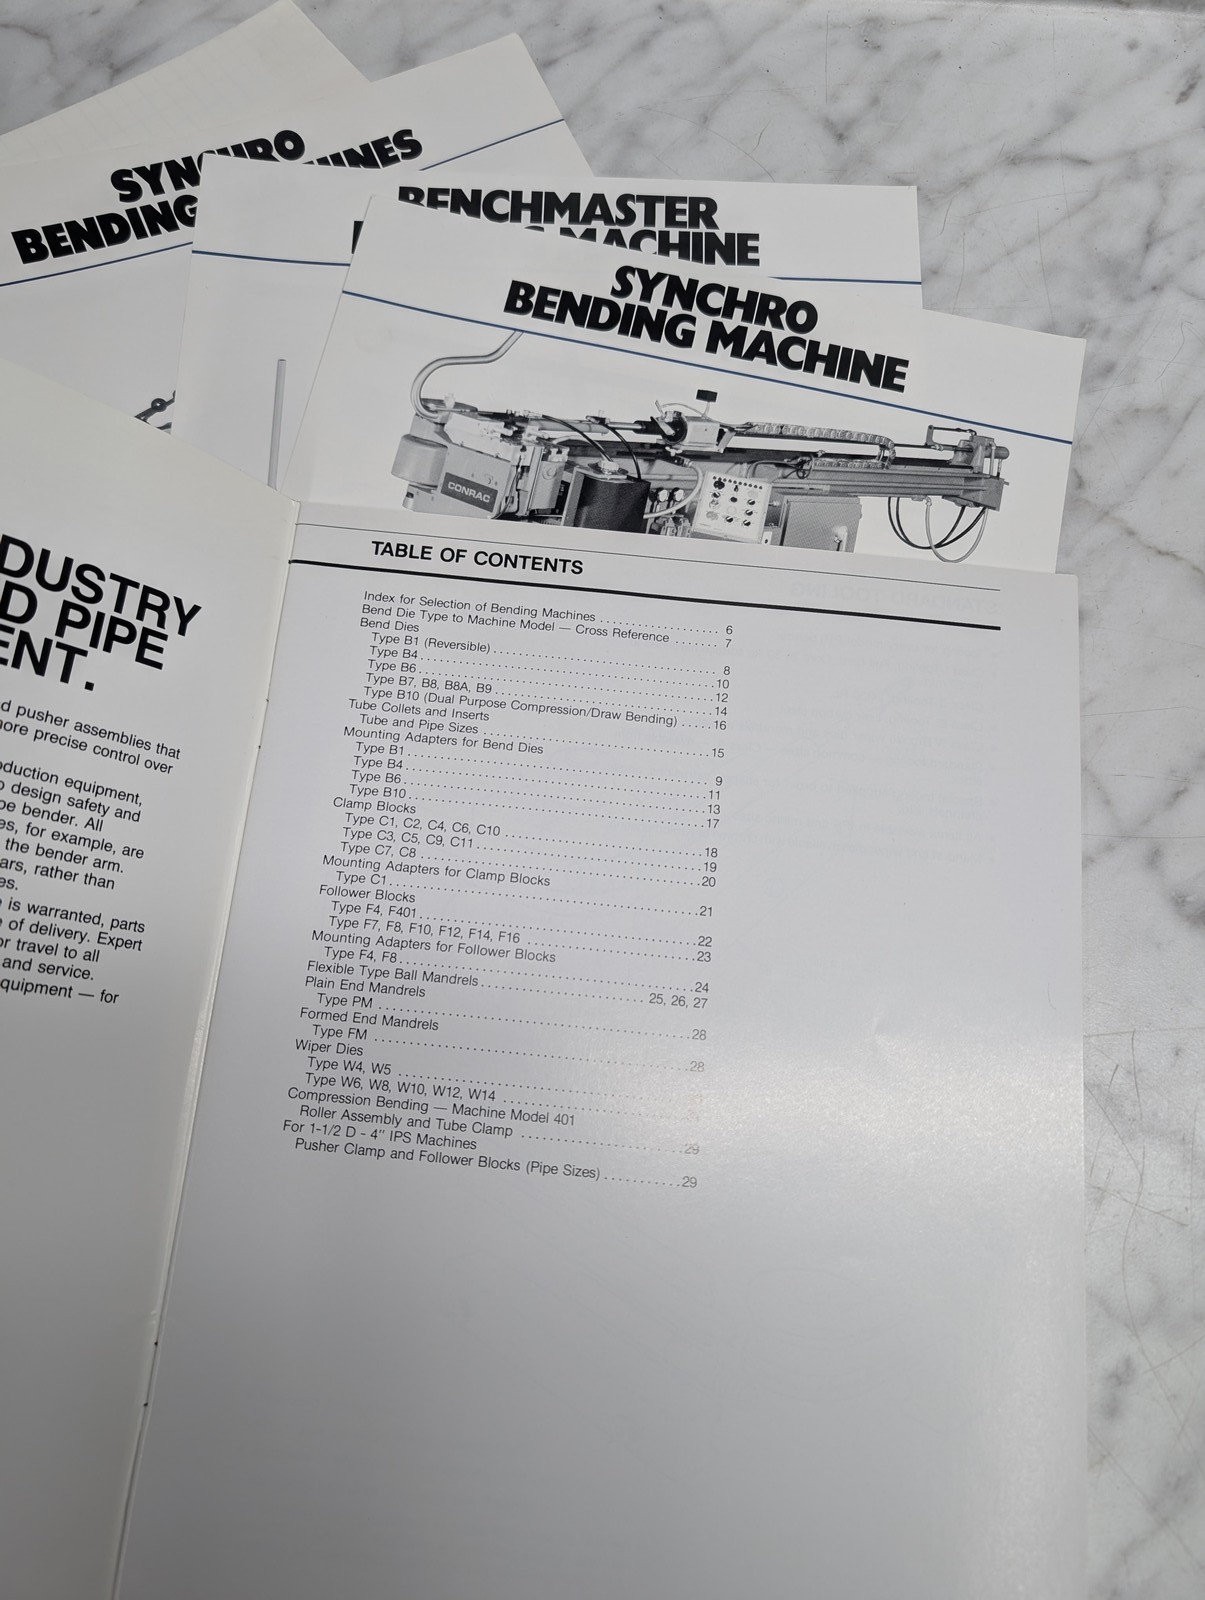 SYNCHRO
BENDING MACHINES
BENCHMASTER
MACHINE
SYNCHRO
BENDING MACHINE
CONRAC
DUSTRY
D PIPE
ENT.
d pusher assemblies that
more precise control over
oduction equipment,
o design safety and
pe bender. All
es, for example, are
the bender arm.
ars, rather than
es.
is warranted, parts
e of delivery. Expert
or travel to all
and service.
quipment — for
TABLE OF CONTENTS
Index for Selection of Bending Machines .................... 6
Bend Die Type to Machine Model — Cross Reference ....... 7
Bend Dies
Type B1 (Reversible) .................... 8
Type B4 .................... 10
Type B6 .................... 12
Type B7, B8, B8A, B9 .................... 14
Type B10 (Dual Purpose Compression/Draw Bending) ..... 16
Tube Collets and Inserts
Tube and Pipe Sizes .................... 15
Mounting Adapters for Bend Dies
Type B1 .................... 9
Type B4 .................... 11
Type B6 .................... 13
Type B10 .................... 17
Clamp Blocks
Type C1, C2, C4, C6, C10 .................... 18
Type C3, C5, C9, C11 .................... 19
Type C7, C8 .................... 20
Mounting Adapters for Clamp Blocks
Type C1 .................... 21
Follower Blocks
Type F4, F401 .................... 22
Type F7, F8, F10, F12, F14, F16 .................... 23
Mounting Adapters for Follower Blocks
Type F4, F8 .................... 24
Flexible Type Ball Mandrels .................... 25, 26, 27
Plain End Mandrels
Type PM .................... 28
Formed End Mandrels
Type FM .................... 28
Wiper Dies
Type W4, W5 ....................
Type W6, W8, W10, W12, W14 ....................
Compression Bending — Machine Model 401
Roller Assembly and Tube Clamp .................... 29
For 1-1/2 D - 4" IPS Machines
Pusher Clamp and Follower Blocks (Pipe Sizes) ........... 29